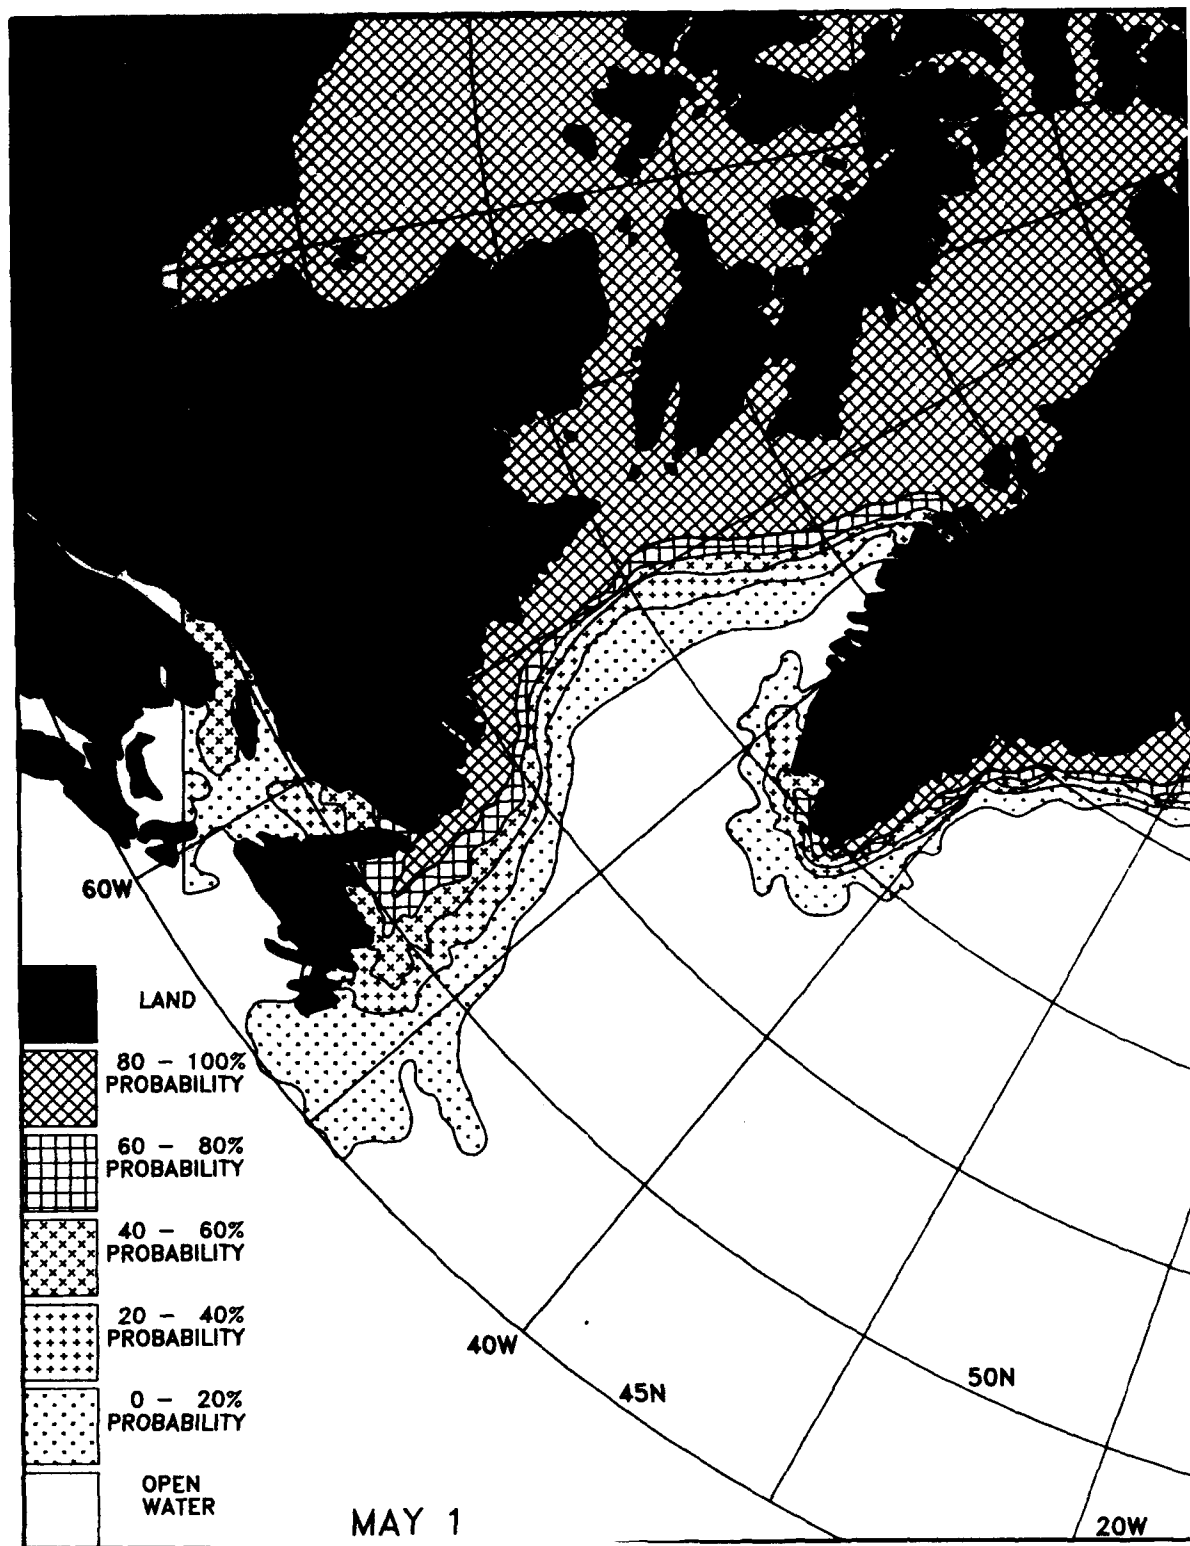 60W
LAND
80 – 100%
PROBABILITY
60 – 80%
PROBABILITY
40 – 60%
PROBABILITY
20 – 40%
PROBABILITY
0 – 20%
PROBABILITY
OPEN
WATER
40W
45N
50N
20W
MAY 1